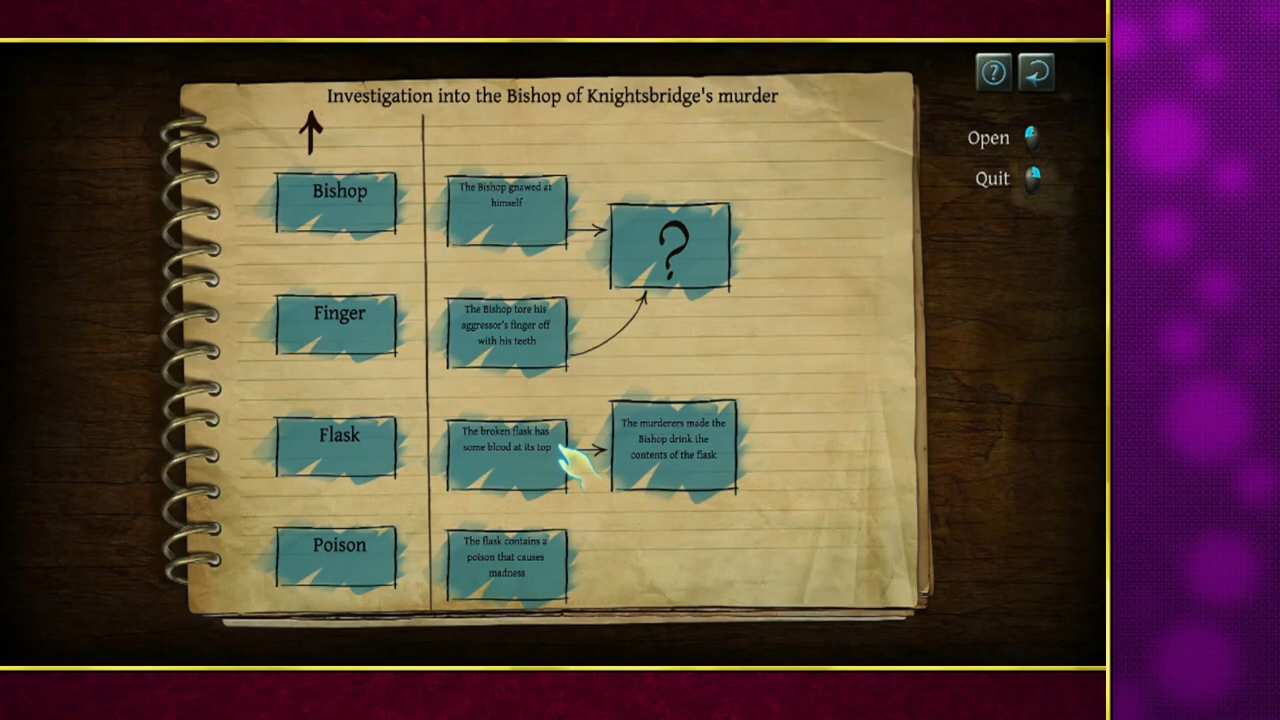 Investigation into the Bishop of Knightsbridge's murder
?
Open
Quit
Bishop
The Bishop gnawed at
himself
?
Finger
The Bishop tore his
aggressor's finger off
with his teeth
Flask
The broken flask has
some blood at its top
The murderers made the
Bishop drink the
contents of the flask
Poison
The flask contains a
poison that causes
madness